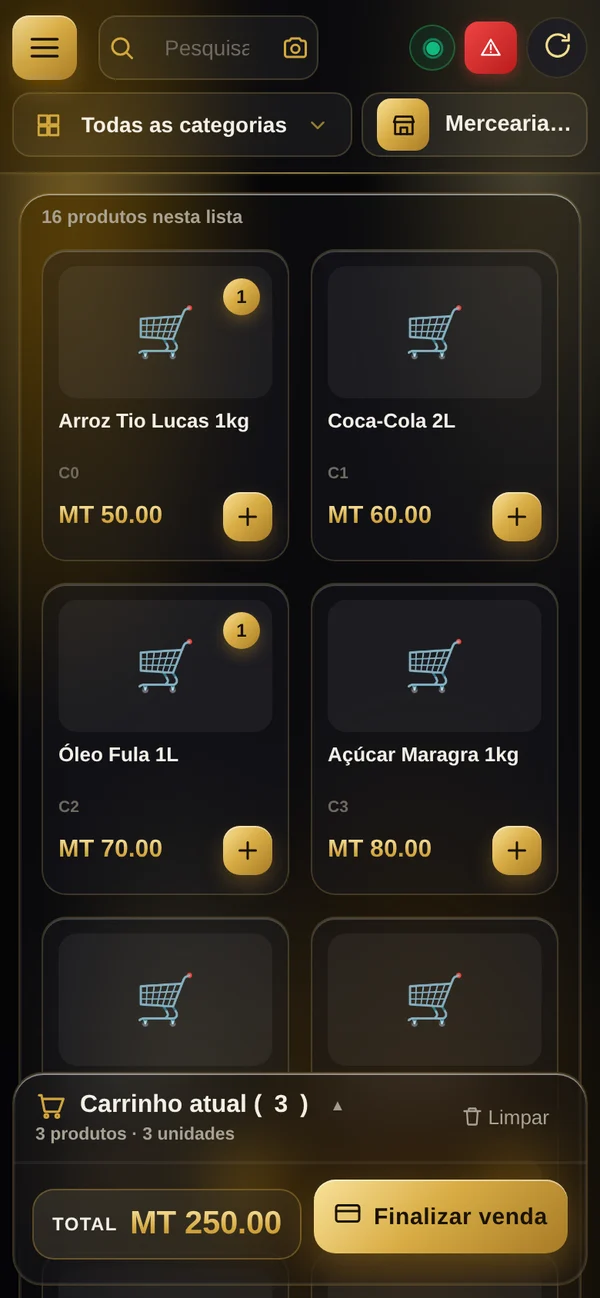 Pesquisa
Todas as categorias
Mercearia...
16 produtos nesta lista
1
Arroz Tio Lucas 1kg
C0
MT 50.00
+
Coca-Cola 2L
C1
MT 60.00
+
1
Óleo Fula 1L
C2
MT 70.00
+
Açúcar Maragra 1kg
C3
MT 80.00
+
Carrinho atual ( 3 ) ▲
3 produtos · 3 unidades
Limpar
TOTAL MT 250.00
Finalizar venda